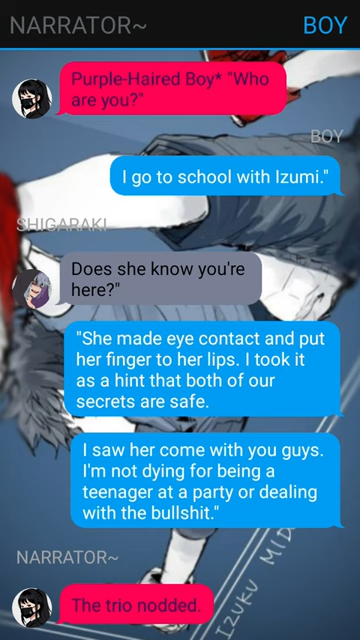 NARRATOR~
BOY
Purple-Haired Boy* "Who
are you?"
BOY
I go to school with Izumi."
SHIGARAKI
Does she know you're
here?"
"She made eye contact and put
her finger to her lips. I took it
as a hint that both of our
secrets are safe.
I saw her come with you guys.
I'm not dying for being a
teenager at a party or dealing
with the bullshit."
NARRATOR~
IZUKU MID
The trio nodded.